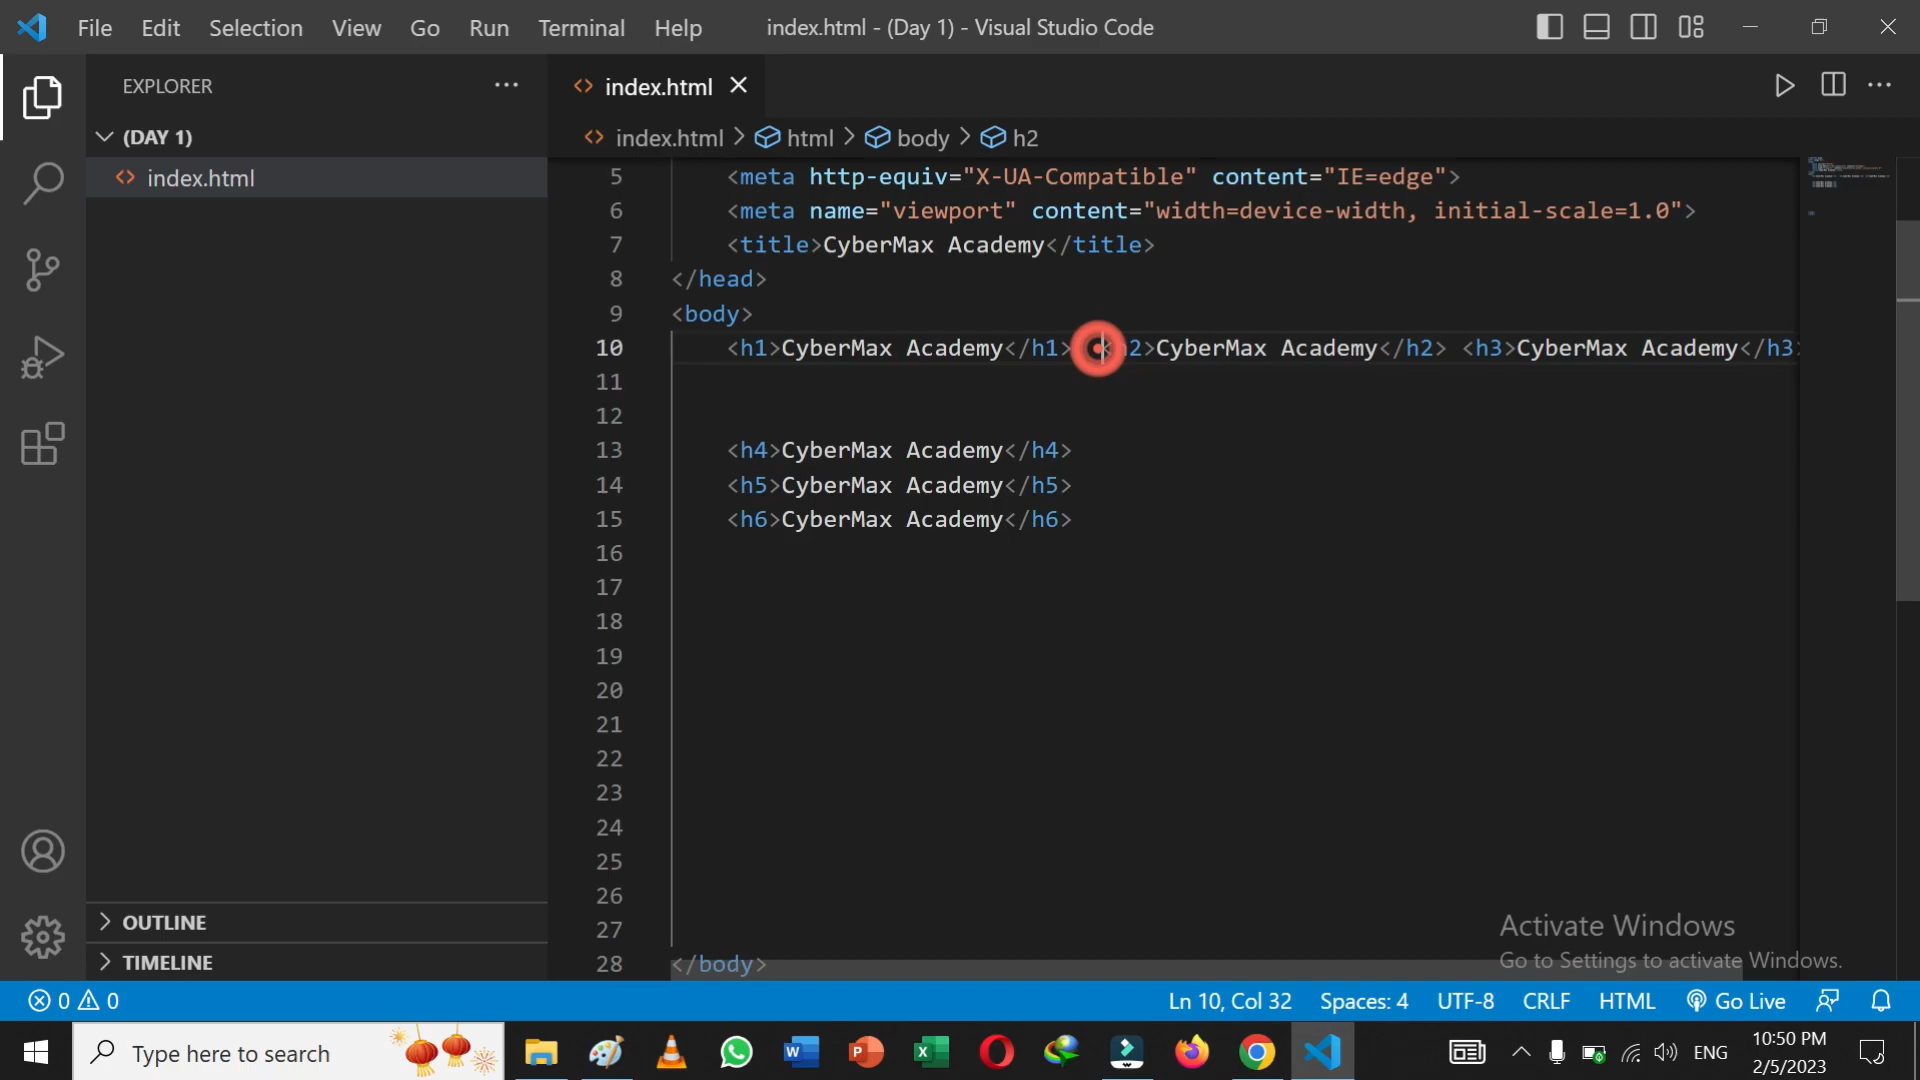 File Edit Selection View Go Run Terminal Help index.html - (Day 1) - Visual Studio Code
EXPLORER
index.html
(DAY 1)
index.html > html > body > h2
index.html
5 <meta http-equiv="X-UA-Compatible" content="IE=edge">
6 <meta name="viewport" content="width=device-width, initial-scale=1.0">
7 <title>CyberMax Academy</title>
8 </head>
9 <body>
10 <h1>CyberMax Academy</h1> <h2>CyberMax Academy</h2> <h3>CyberMax Academy</h3>
11
12
13 <h4>CyberMax Academy</h4>
14 <h5>CyberMax Academy</h5>
15 <h6>CyberMax Academy</h6>
16
17
18
19
20
21
22
23
24
25
26
27
28 </body>
OUTLINE
TIMELINE
Activate Windows
Go to Settings to activate Windows.
0 0 Ln 10, Col 32 Spaces: 4 UTF-8 CRLF HTML Go Live
Type here to search
ENG
10:50 PM
2/5/2023